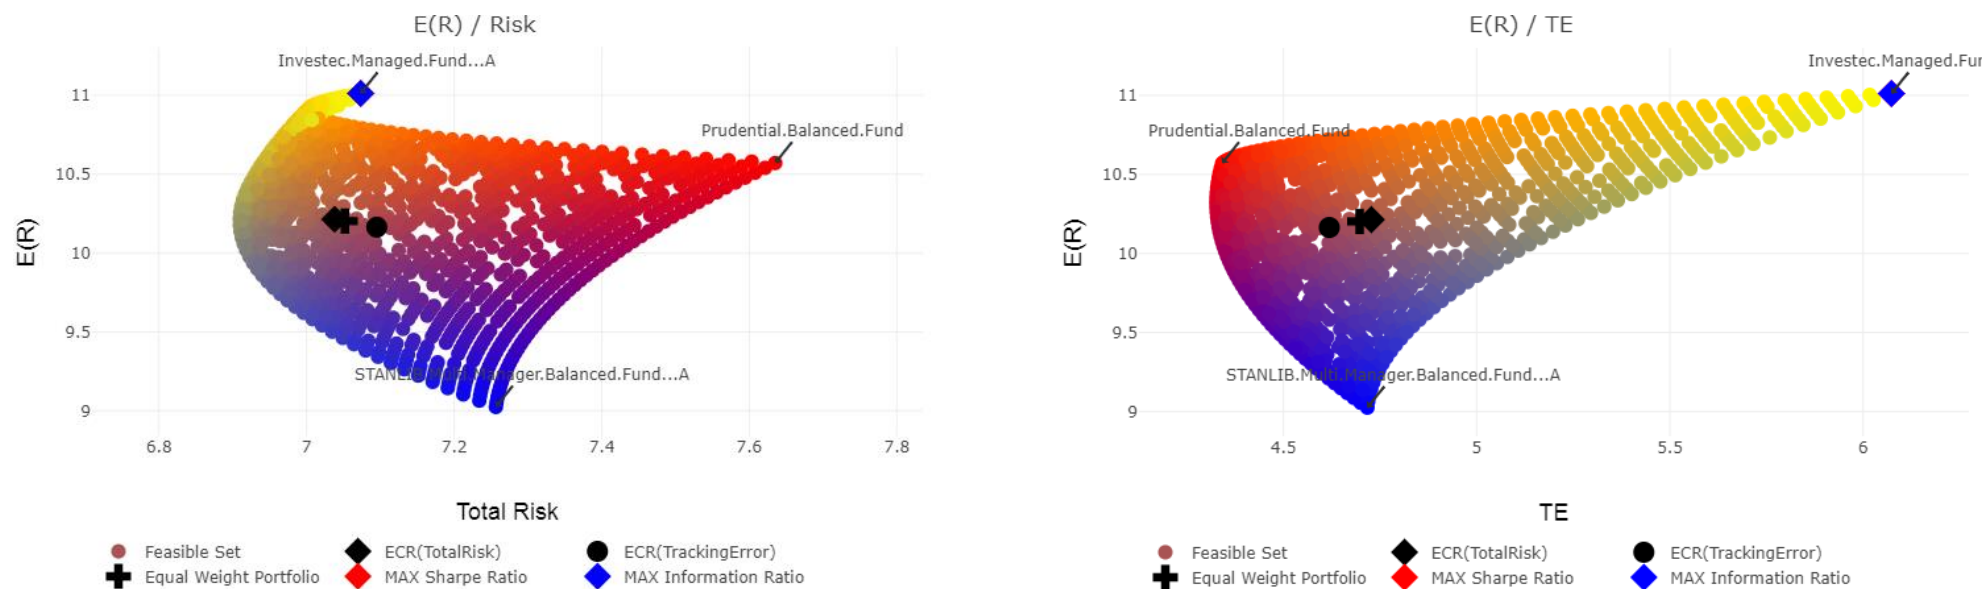 E(R) / Risk
Investec.Managed.Fund...A
Prudential.Balanced.Fund
STANLIB.Multi.Manager.Balanced.Fund...A
E(R)
11
10.5
10
9.5
9
6.8 7 7.2 7.4 7.6 7.8
Total Risk
Feasible Set ECR(TotalRisk) ECR(TrackingError)
Equal Weight Portfolio MAX Sharpe Ratio MAX Information Ratio
E(R) / TE
Investec.Managed.Fur
Prudential.Balanced.Fund
STANLIB.Multi.Manager.Balanced.Fund...A
E(R)
11
10.5
10
9.5
9
4.5 5 5.5 6
TE
Feasible Set ECR(TotalRisk) ECR(TrackingError)
Equal Weight Portfolio MAX Sharpe Ratio MAX Information Ratio